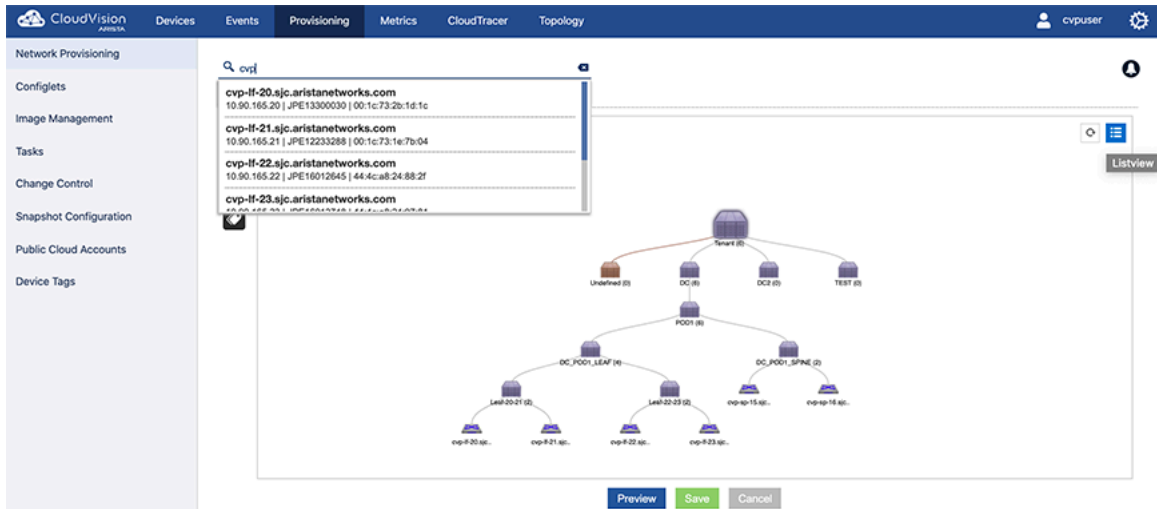 CloudVision
ARISTA
Devices
Events
Provisioning
Metrics
CloudTracer
Topology
cvpuser
Network Provisioning
Configlets
Image Management
Tasks
Change Control
Snapshot Configuration
Public Cloud Accounts
Device Tags
cvp
cvp-lf-20.sjc.aristanetworks.com
10.90.165.20 | JPE13300030 | 00:1c:73:2b:1d:1c
cvp-lf-21.sjc.aristanetworks.com
10.90.165.21 | JPE12233288 | 00:1c:73:1e:7b:04
cvp-lf-22.sjc.aristanetworks.com
10.90.165.22 | JPE16012645 | 44:4c:a8:24:88:2f
cvp-lf-23.sjc.aristanetworks.com
Listview
Tenant (6)
Undefined (0)
DC (6)
DC2 (0)
TEST (0)
POD1 (6)
DC_POD1_LEAF (4)
DC_POD1_SPINE (2)
Leaf-20-21 (2)
Leaf-22-23 (2)
cvp-sp-15.sjc..
cvp-sp-16.sjc..
cvp-lf-20.sjc..
cvp-lf-21.sjc..
cvp-lf-22.sjc..
cvp-lf-23.sjc..
Preview
Save
Cancel